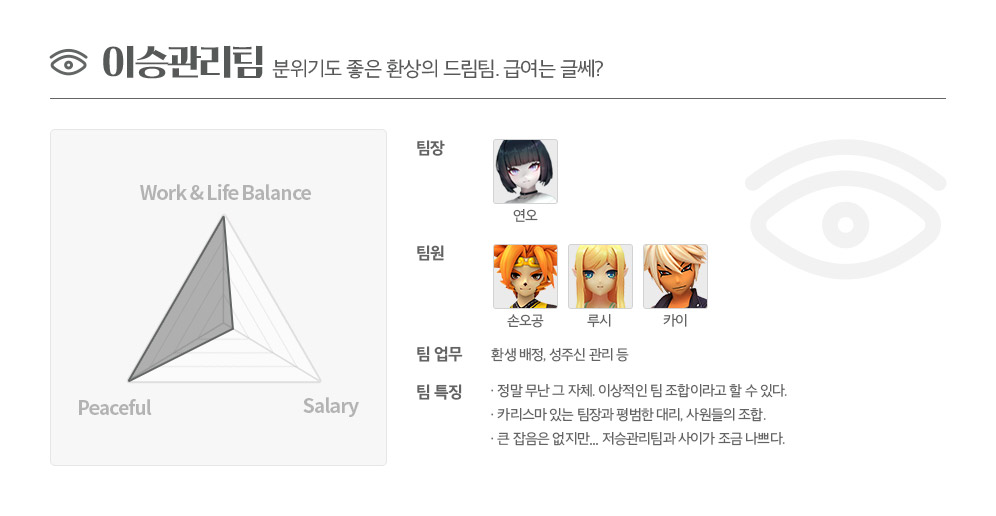 이승관리팀 분위기도 좋은 환상의 드림팀. 급여는 글쎄?
Work & Life Balance
Peaceful
Salary
팀장
연오
팀원
손오공 루시 카이
팀 업무 환생 배정, 성주신 관리 등
팀 특징 · 정말 무난 그 자체. 이상적인 팀 조합이라고 할 수 있다.
· 카리스마 있는 팀장과 평범한 대리, 사원들의 조합.
· 큰 잡음은 없지만... 저승관리팀과 사이가 조금 나쁘다.